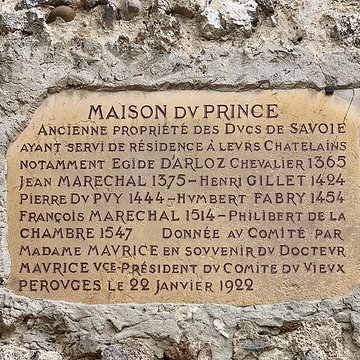 MAISON DV PRINCE
ANCIENNE PROPRIÉTÉ DES DVCS DE SAVOIE
AYANT SERVI DE RÉSIDENCE À LEVRS CHATELAINS
NOTAMMENT EGIDE D'ARLOZ CHEVALIER 1365
JEAN MARECHAL 1375 – HENRI GILLET 1424
PIERRE DV PVY 1444 – HVMBERT FABRY 1454
FRANÇOIS MARECHAL 1514 – PHILIBERT DE LA
CHAMBRE 1547 DONNÉE AV COMITÉ PAR
MADAME MAVRICE EN SOVVENIR DV DOCTEVR
MAVRICE VCE-PRÉSIDENT DV COMITE DV VIEVX
PEROVGES LE 22 JANVIER 1922